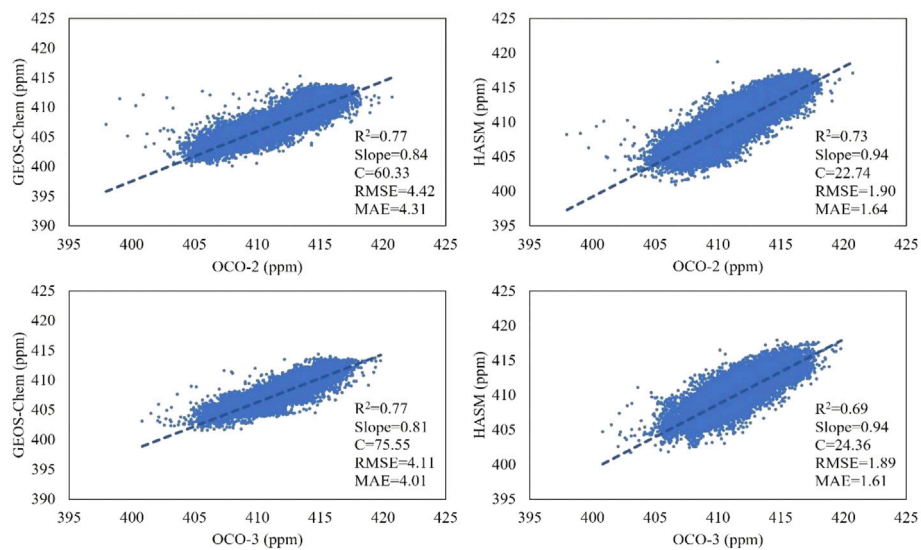 GEOS-Chem (ppm)
425
420
415
410
405
400
395
390
R²=0.77
Slope=0.84
C=60.33
RMSE=4.42
MAE=4.31
395 400 405 410 415 420 425
OCO-2 (ppm)
HASM (ppm)
425
420
415
410
405
400
395
R²=0.73
Slope=0.94
C=22.74
RMSE=1.90
MAE=1.64
395 400 405 410 415 420 425
OCO-2 (ppm)
GEOS-Chem (ppm)
425
420
415
410
405
400
395
390
R²=0.77
Slope=0.81
C=75.55
RMSE=4.11
MAE=4.01
395 400 405 410 415 420 425
OCO-3 (ppm)
HASM (ppm)
425
420
415
410
405
400
395
R²=0.69
Slope=0.94
C=24.36
RMSE=1.89
MAE=1.61
395 400 405 410 415 420 425
OCO-3 (ppm)